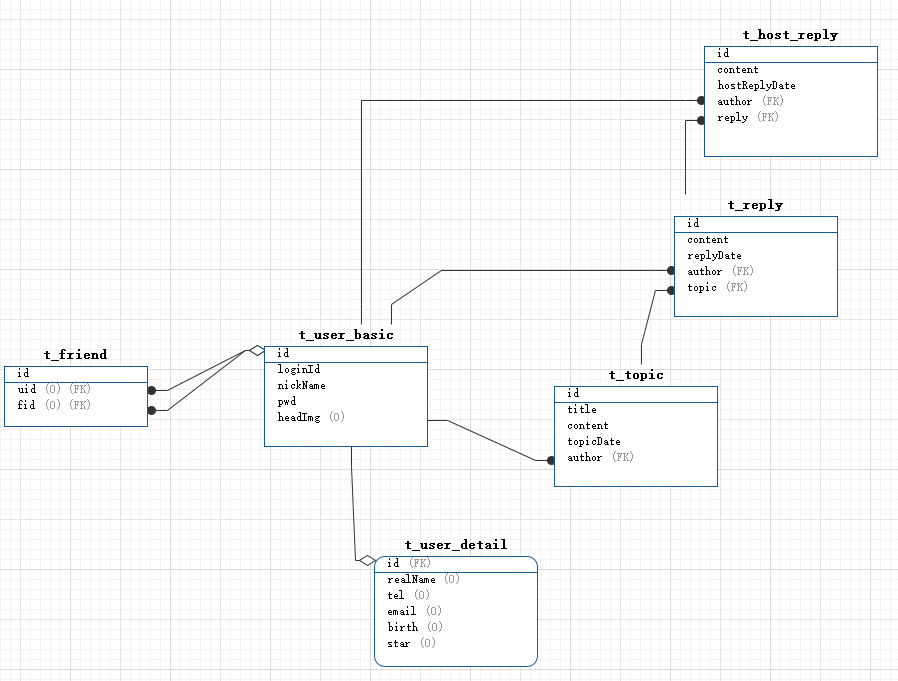 t_host_reply
id
content
hostReplyDate
author (FK)
reply (FK)
t_reply
id
content
replyDate
author (FK)
topic (FK)
t_user_basic
id
loginId
nickName
pwd
headImg (O)
t_friend
id
uid (O) (FK)
fid (O) (FK)
t_topic
id
title
content
topicDate
author (FK)
t_user_detail
id (FK)
realName (O)
tel (O)
email (O)
birth (O)
star (O)